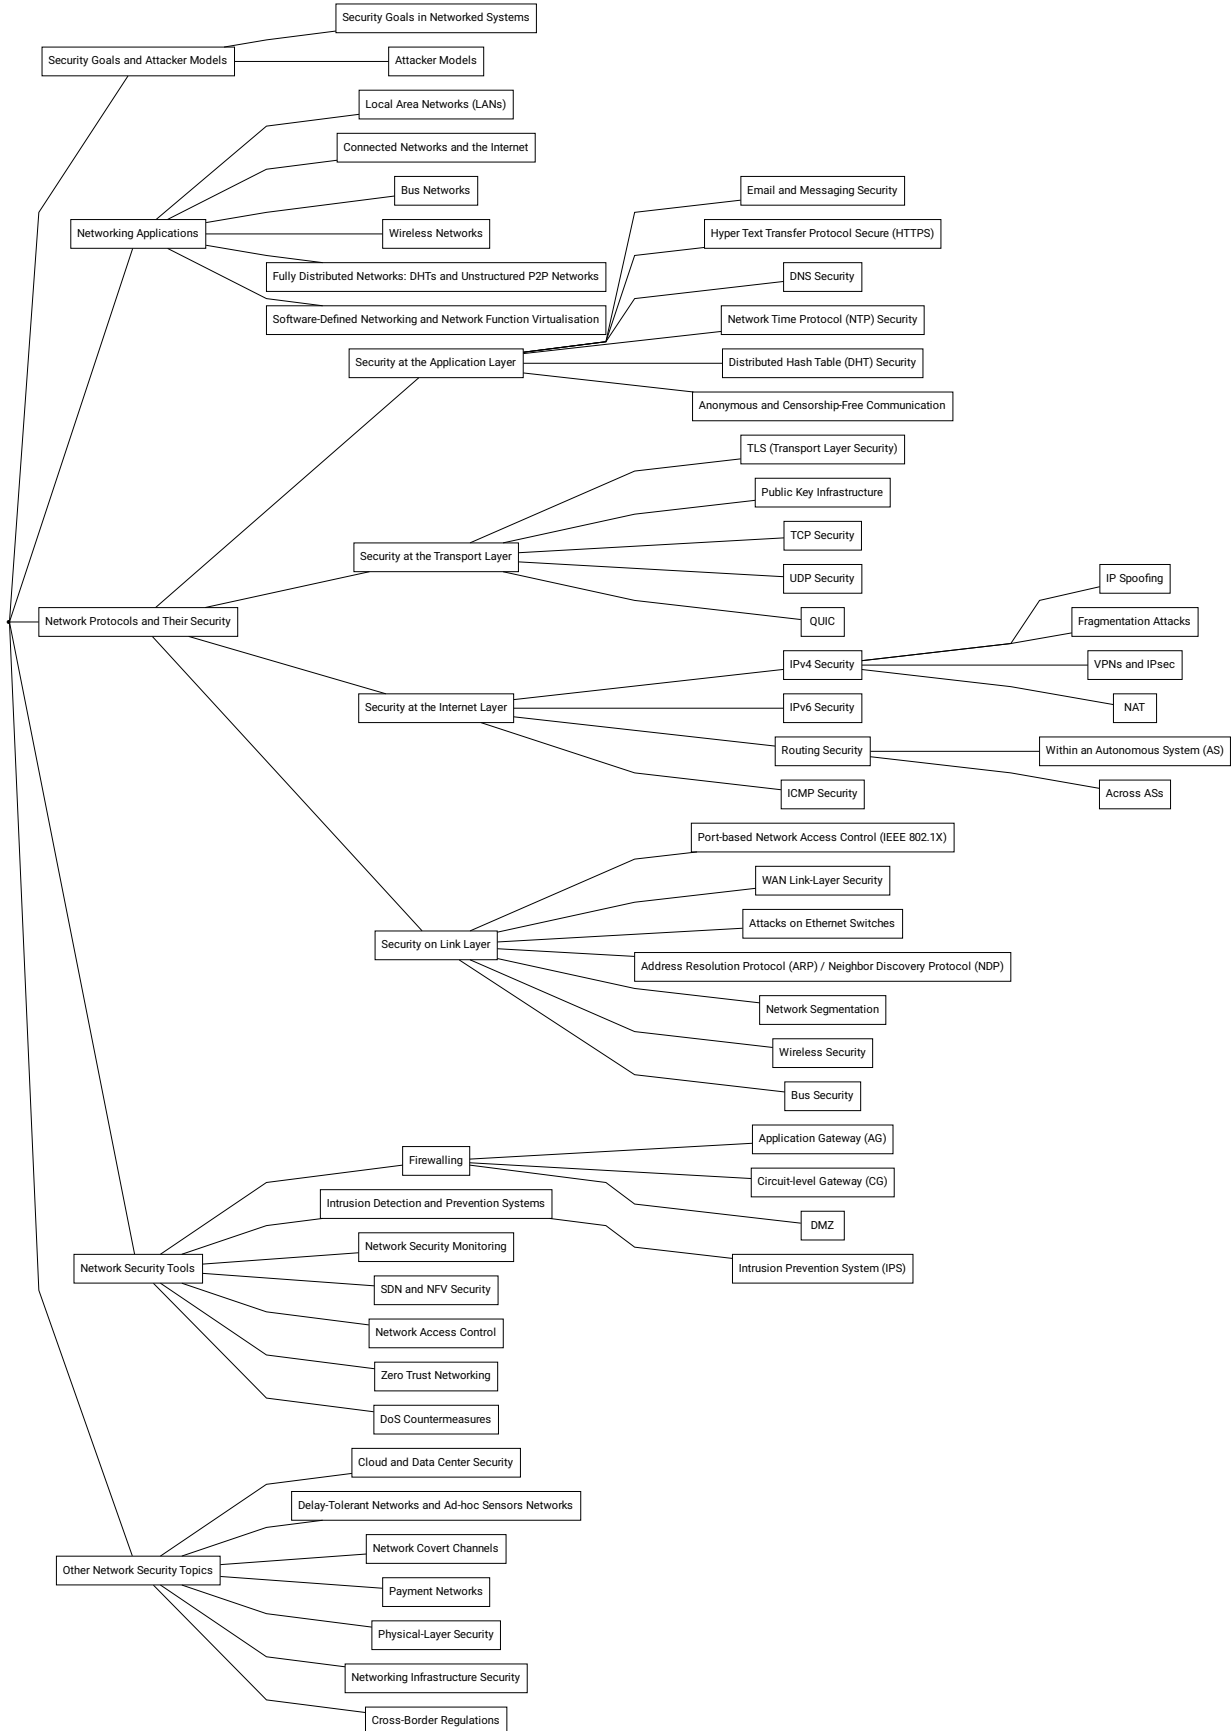 Security Goals in Networked Systems
Security Goals and Attacker Models
Attacker Models
Local Area Networks (LANs)
Connected Networks and the Internet
Bus Networks
Email and Messaging Security
Networking Applications
Wireless Networks
Hyper Text Transfer Protocol Secure (HTTPS)
Fully Distributed Networks: DHTs and Unstructured P2P Networks
DNS Security
Software-Defined Networking and Network Function Virtualisation
Network Time Protocol (NTP) Security
Security at the Application Layer
Distributed Hash Table (DHT) Security
Anonymous and Censorship-Free Communication
TLS (Transport Layer Security)
Public Key Infrastructure
TCP Security
Security at the Transport Layer
UDP Security
IP Spoofing
Network Protocols and Their Security
QUIC
Fragmentation Attacks
IPv4 Security
VPNs and IPsec
Security at the Internet Layer
IPv6 Security
NAT
Routing Security
Within an Autonomous System (AS)
ICMP Security
Across ASs
Port-based Network Access Control (IEEE 802.1X)
WAN Link-Layer Security
Attacks on Ethernet Switches
Security on Link Layer
Address Resolution Protocol (ARP) / Neighbor Discovery Protocol (NDP)
Network Segmentation
Wireless Security
Bus Security
Application Gateway (AG)
Firewalling
Circuit-level Gateway (CG)
Intrusion Detection and Prevention Systems
DMZ
Network Security Monitoring
Network Security Tools
Intrusion Prevention System (IPS)
SDN and NFV Security
Network Access Control
Zero Trust Networking
DoS Countermeasures
Cloud and Data Center Security
Delay-Tolerant Networks and Ad-hoc Sensors Networks
Network Covert Channels
Other Network Security Topics
Payment Networks
Physical-Layer Security
Networking Infrastructure Security
Cross-Border Regulations